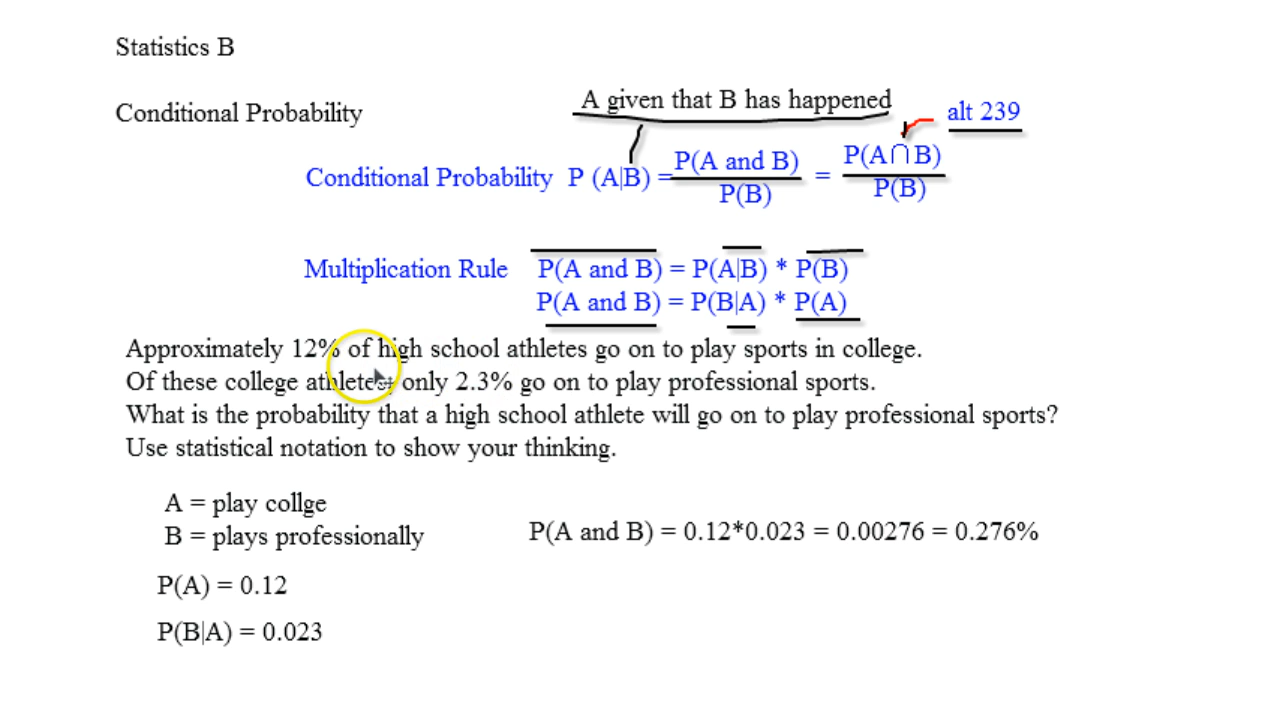 Statistics B
A given that B has happened
alt 239
Conditional Probability
Conditional Probability P (A|B) = P(A and B) / P(B) = P(A∩B) / P(B)
Multiplication Rule P(A and B) = P(A|B) * P(B)
P(A and B) = P(B|A) * P(A)
Approximately 12% of high school athletes go on to play sports in college.
Of these college athletes, only 2.3% go on to play professional sports.
What is the probability that a high school athlete will go on to play professional sports?
Use statistical notation to show your thinking.
A = play collge
B = plays professionally
P(A and B) = 0.12*0.023 = 0.00276 = 0.276%
P(A) = 0.12
P(B|A) = 0.023